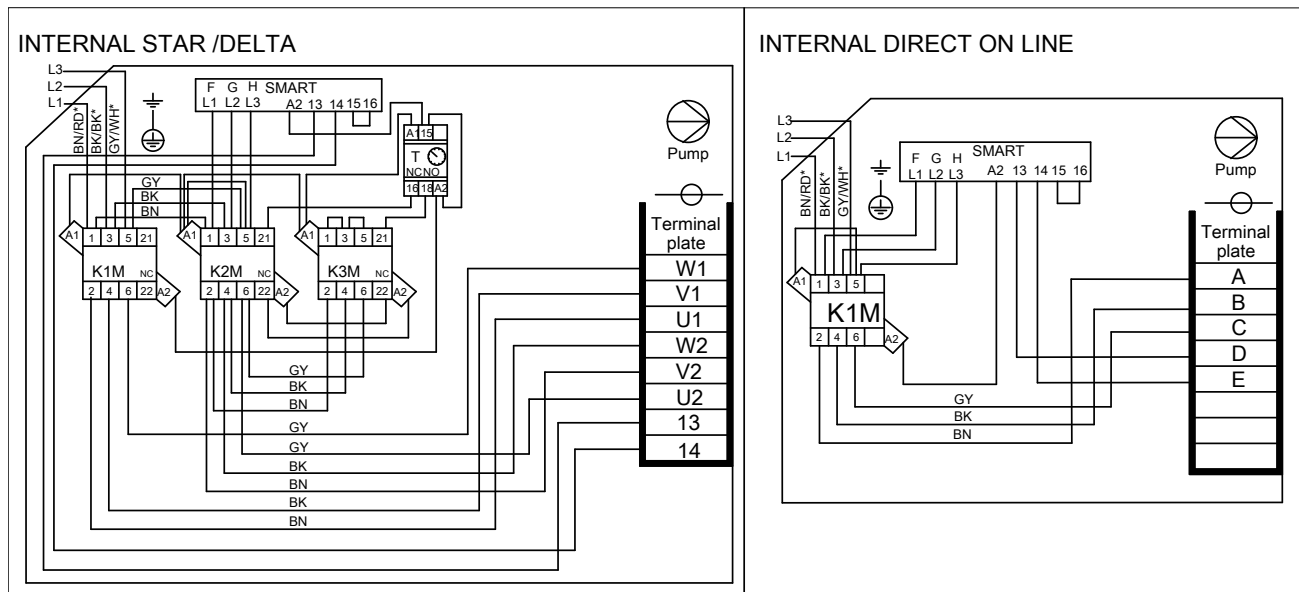 INTERNAL STAR /DELTA
L3
L2
L1
BN/RD*
BK/BK*
GY/WH*
F G H SMART
L1 L2 L3 A2 13 14 15 16
A1 15
T
NC NO
16 18 A2
GY
BK
BN
A1 1 3 5 21
K1M NC
2 4 6 22 A2
A1 1 3 5 21
K2M NC
2 4 6 22 A2
A1 1 3 5 21
K3M NC
2 4 6 22 A2
GY
BK
BN
GY
GY
BK
BN
BK
BN
Pump
Terminal
plate
W1
V1
U1
W2
V2
U2
13
14
INTERNAL DIRECT ON LINE
L3
L2
L1
BN/RD*
BK/BK*
GY/WH*
F G H SMART
L1 L2 L3 A2 13 14 15 16
A1 1 3 5
K1M
2 4 6 A2
GY
BK
BN
Pump
Terminal
plate
A
B
C
D
E